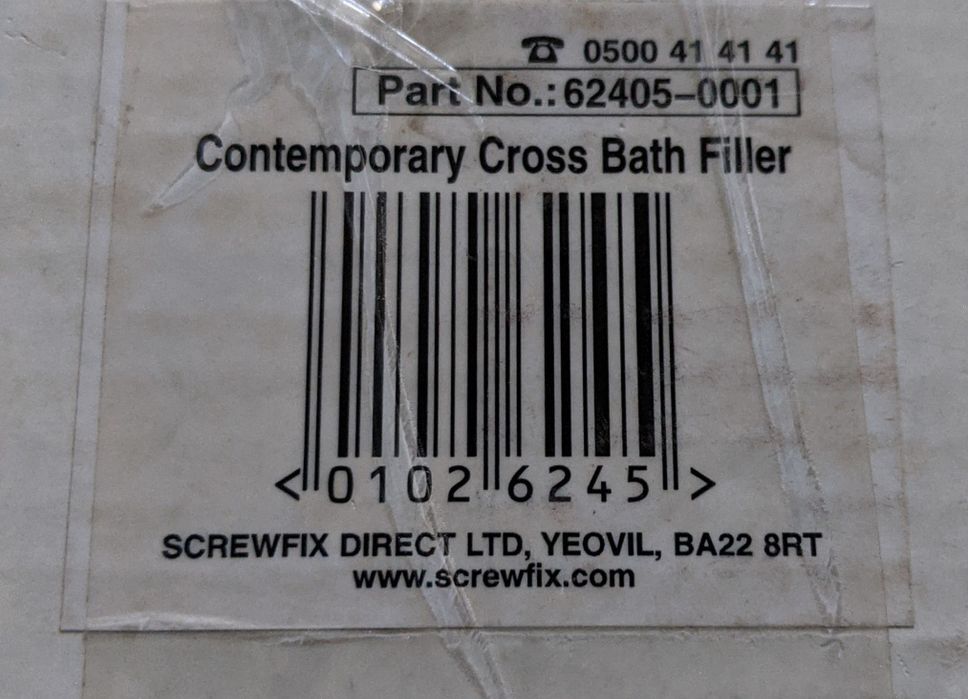 ☎ 0500 41 41 41
Part No.: 62405-0001
Contemporary Cross Bath Filler
<0102 6245>
SCREWFIX DIRECT LTD, YEOVIL, BA22 8RT
www.screwfix.com